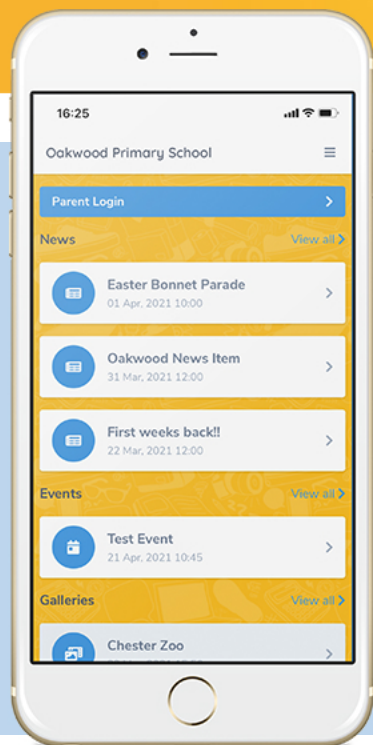 16:25
Oakwood Primary School
Parent Login
News
View all
Easter Bonnet Parade
01 Apr, 2021 10:00
Oakwood News Item
31 Mar, 2021 12:00
First weeks back!!
22 Mar, 2021 12:00
Events
View all
Test Event
21 Apr, 2021 10:45
Galleries
View all
Chester Zoo